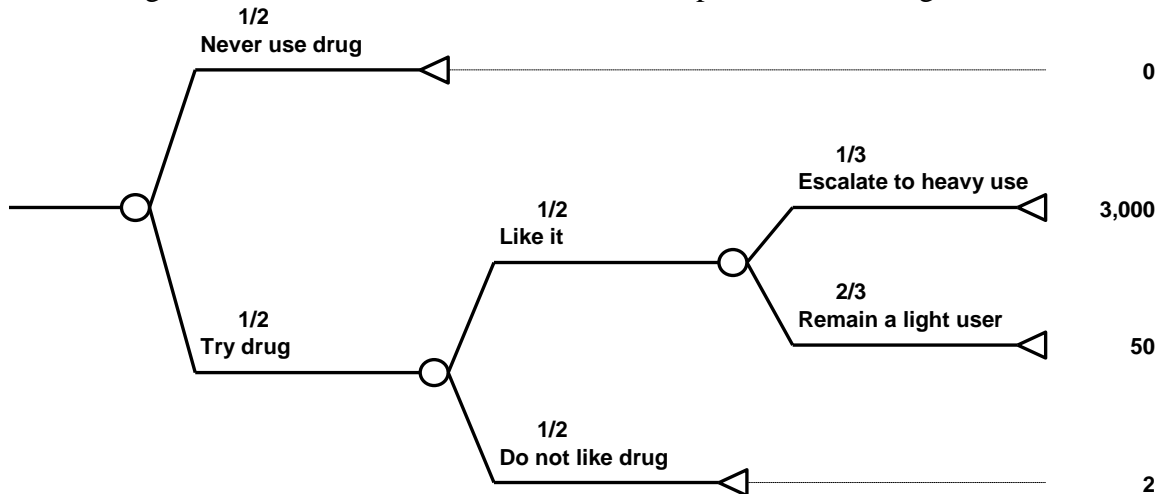 1/2
Never use drug
0
1/3
Escalate to heavy use
3,000
1/2
Like it
2/3
Remain a light user
50
1/2
Try drug
1/2
Do not like drug
2